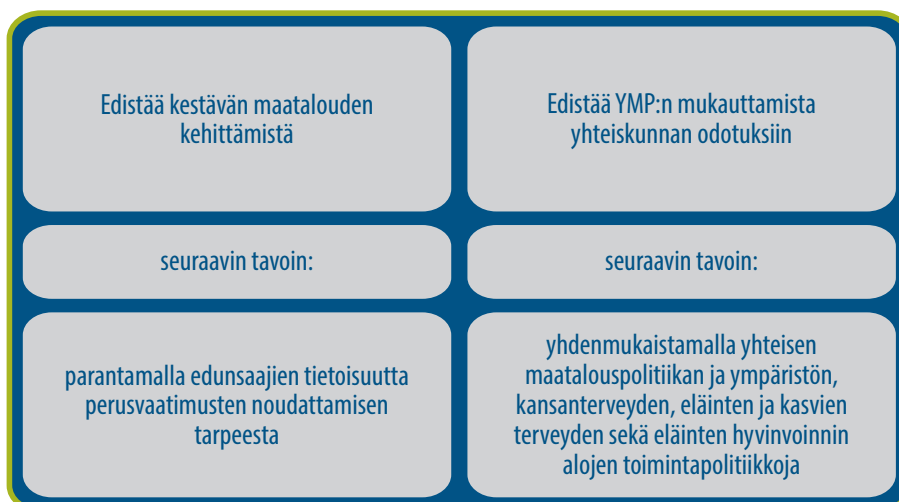 Edistää kestävän maatalouden
kehittämistä
Edistää YMP:n mukauttamista
yhteiskunnan odotuksiin
seuraavin tavoin:
seuraavin tavoin:
parantamalla edunsaajien tietoisuutta
perusvaatimusten noudattamisen
tarpeesta
yhdenmukaistamalla yhteisen
maatalouspolitiikan ja ympäristön,
kansanterveyden, eläinten ja kasvien
terveyden sekä eläinten hyvinvoinnin
alojen toimintapolitiikkoja